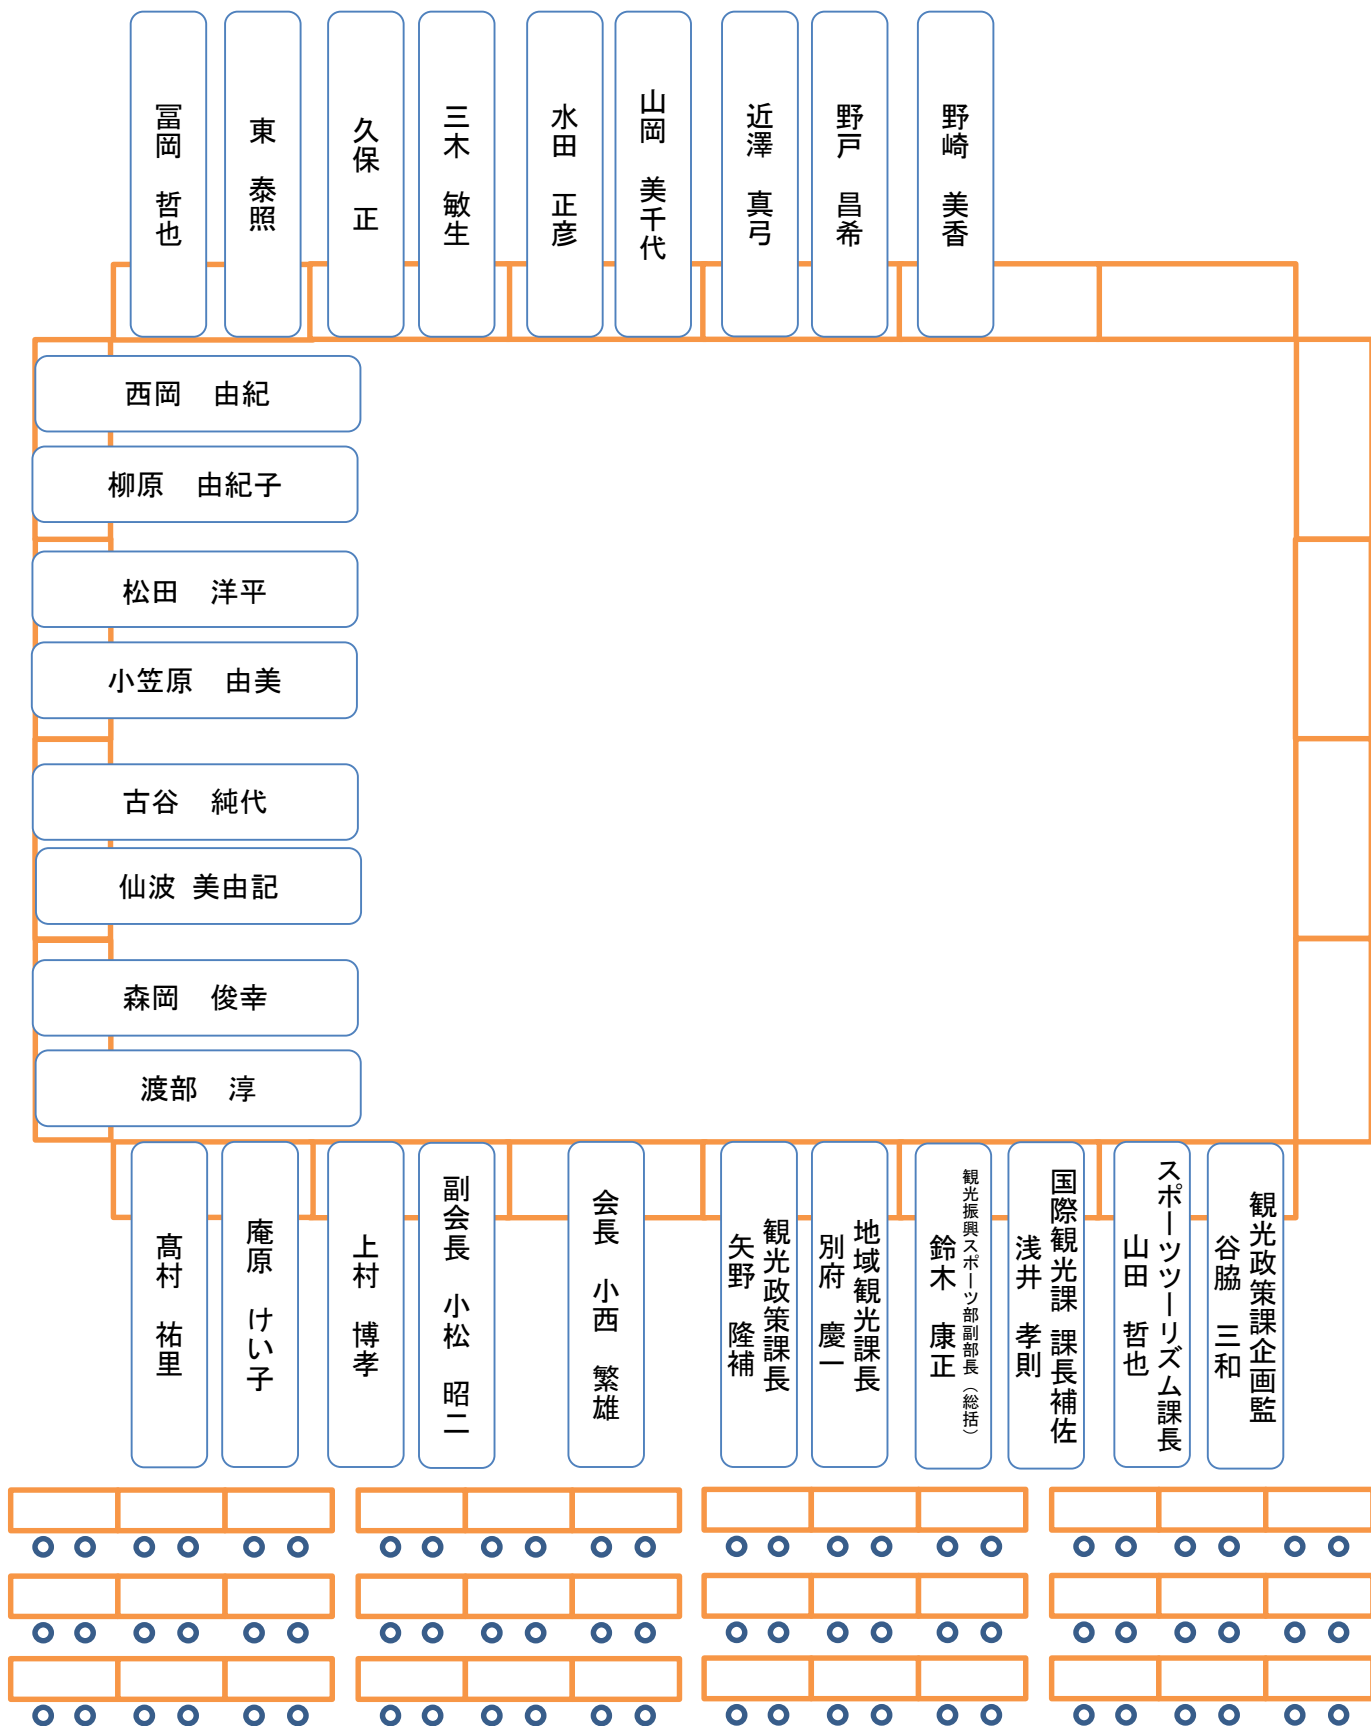 冨岡　哲也
東　泰照
久保　正
三木　敏生
水田　正彦
山岡　美千代
近澤　真弓
野戸　昌希
野崎　美香
西岡　由紀
柳原　由紀子
松田　洋平
小笠原　由美
古谷　純代
仙波 美由記
森岡　俊幸
渡部　淳
髙村　祐里
庵原　けい子
上村　博孝
副会長　小松　昭二
会長　小西　繁雄
観光政策課長
矢野　隆補
地域観光課長
別府　慶一
観光振興スポーツ部副部長（総括）
鈴木　康正
国際観光課 課長補佐
浅井　孝則
スポーツツーリズム課長
山田　哲也
観光政策課企画監
谷脇　三和